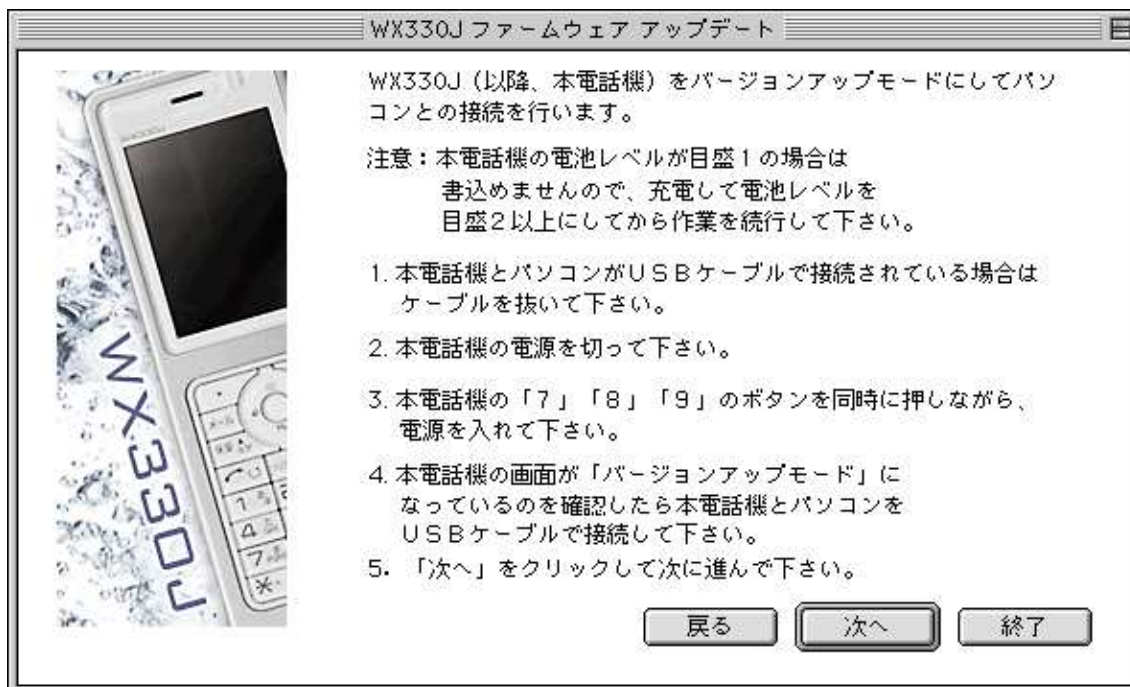 WX330J ファームウェア アップデート
WX330J（以降、本電話機）をバージョンアップモードにしてパソ
コンとの接続を行います。
注意：本電話機の電池レベルが目盛１の場合は
書込めませんので、充電して電池レベルを
目盛２以上にしてから作業を続行して下さい。
1. 本電話機とパソコンがＵＳＢケーブルで接続されている場合は
ケーブルを抜いて下さい。
2. 本電話機の電源を切って下さい。
3. 本電話機の「７」「８」「９」のボタンを同時に押しながら、
電源を入れて下さい。
4. 本電話機の画面が「バージョンアップモード」に
なっているのを確認したら本電話機とパソコンを
ＵＳＢケーブルで接続して下さい。
5. 「次へ」をクリックして次に進んで下さい。
戻る
次へ
終了
WX330J
メール
1
4
7
*